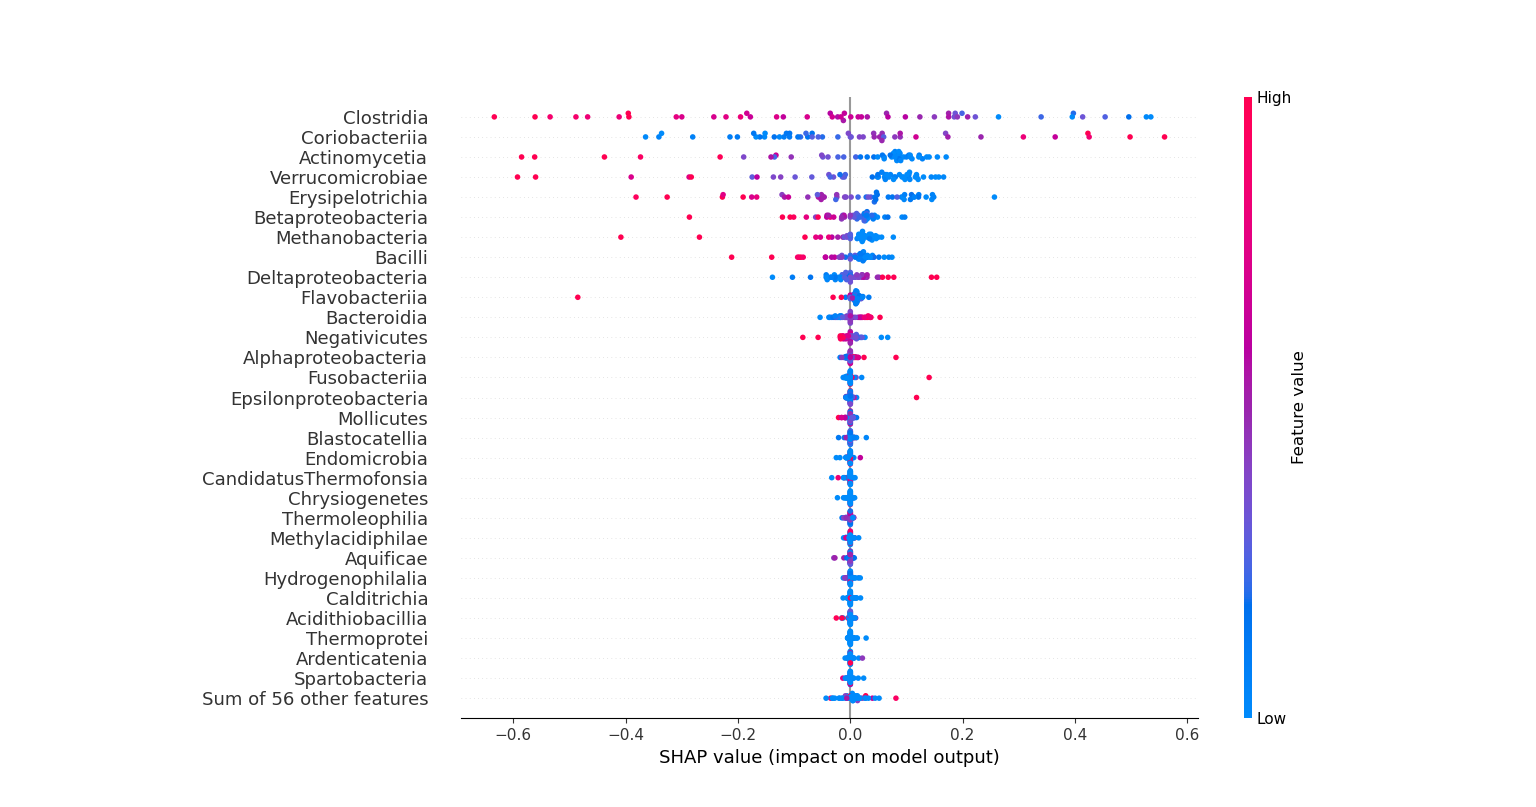 Clostridia
Coriobacteriia
Actinomycetia
Verrucomicrobiae
Erysipelotrichia
Betaproteobacteria
Methanobacteria
Bacilli
Deltaproteobacteria
Flavobacteriia
Bacteroidia
Negativicutes
Alphaproteobacteria
Fusobacteriia
Epsilonproteobacteria
Mollicutes
Blastocatellia
Endomicrobia
CandidatusThermofonsia
Chrysiogenetes
Thermoleophilia
Methylacidiphilae
Aquificae
Hydrogenophilalia
Calditrichia
Acidithiobacillia
Thermoprotei
Ardenticatenia
Spartobacteria
Sum of 56 other features
−0.6 −0.4 −0.2 0.0 0.2 0.4 0.6
SHAP value (impact on model output)
High
Feature value
Low